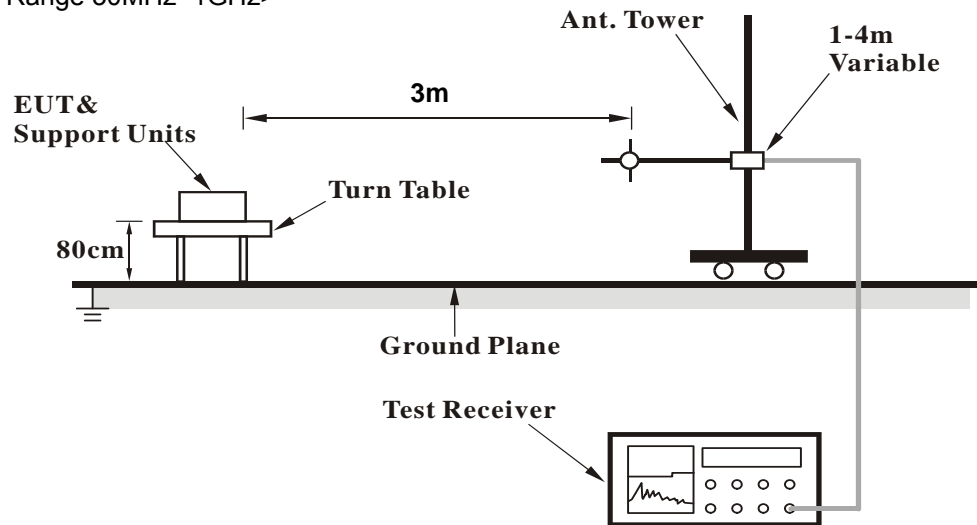 Ant. Tower
1-4m
Variable
3m
EUT&
Support Units
Turn Table
80cm
Ground Plane
Test Receiver